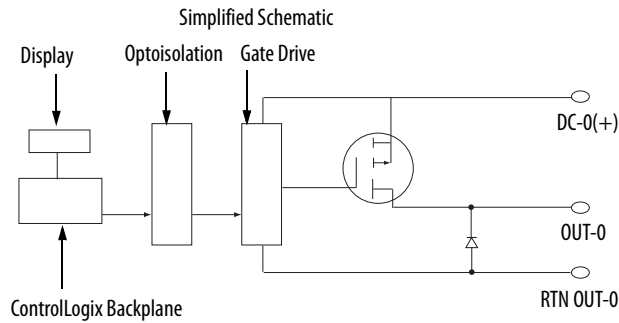 Simplified Schematic
Display
Optoisolation
Gate Drive
DC-0(+)
OUT-0
RTN OUT-0
ControlLogix Backplane